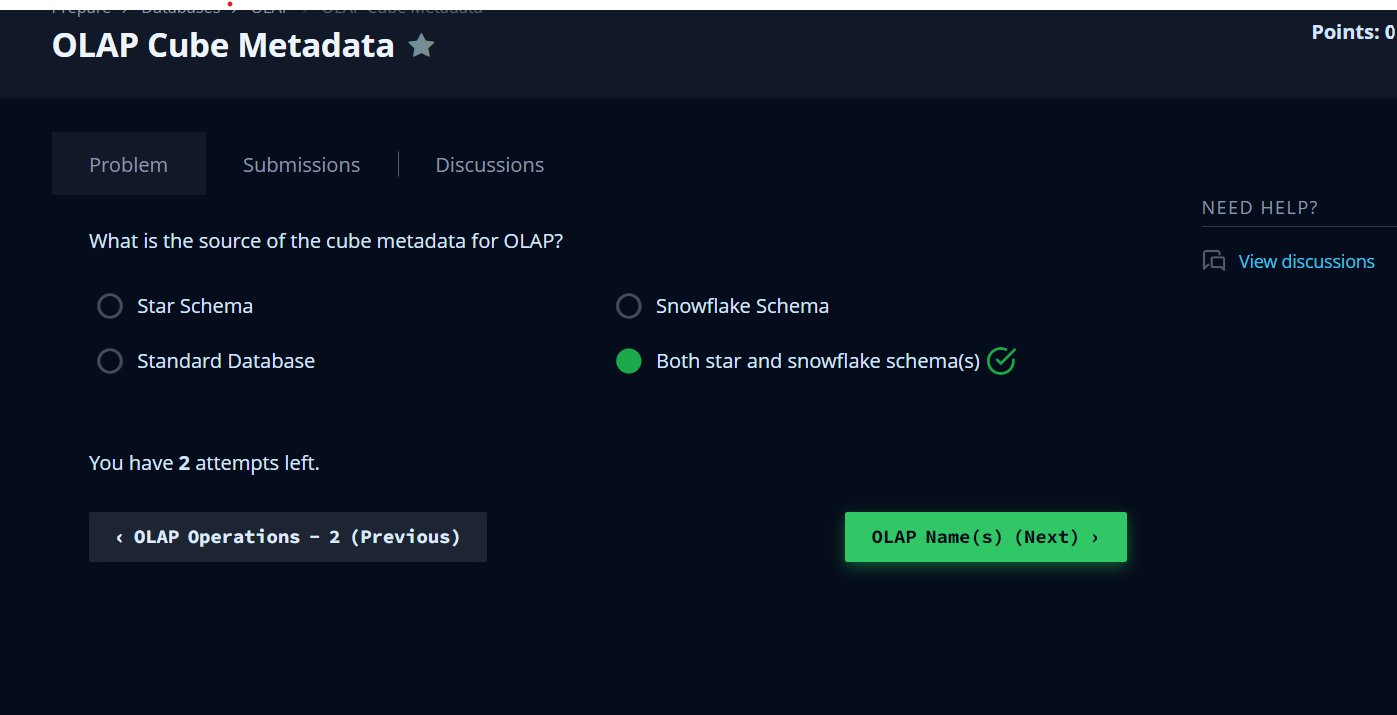 Prepare > Databases > OLAP > OLAP Cube Metadata
OLAP Cube Metadata
Points: 0
Problem
Submissions
Discussions
NEED HELP?
View discussions
What is the source of the cube metadata for OLAP?
Star Schema
Snowflake Schema
Standard Database
Both star and snowflake schema(s)
You have 2 attempts left.
‹ OLAP Operations - 2 (Previous)
OLAP Name(s) (Next) ›